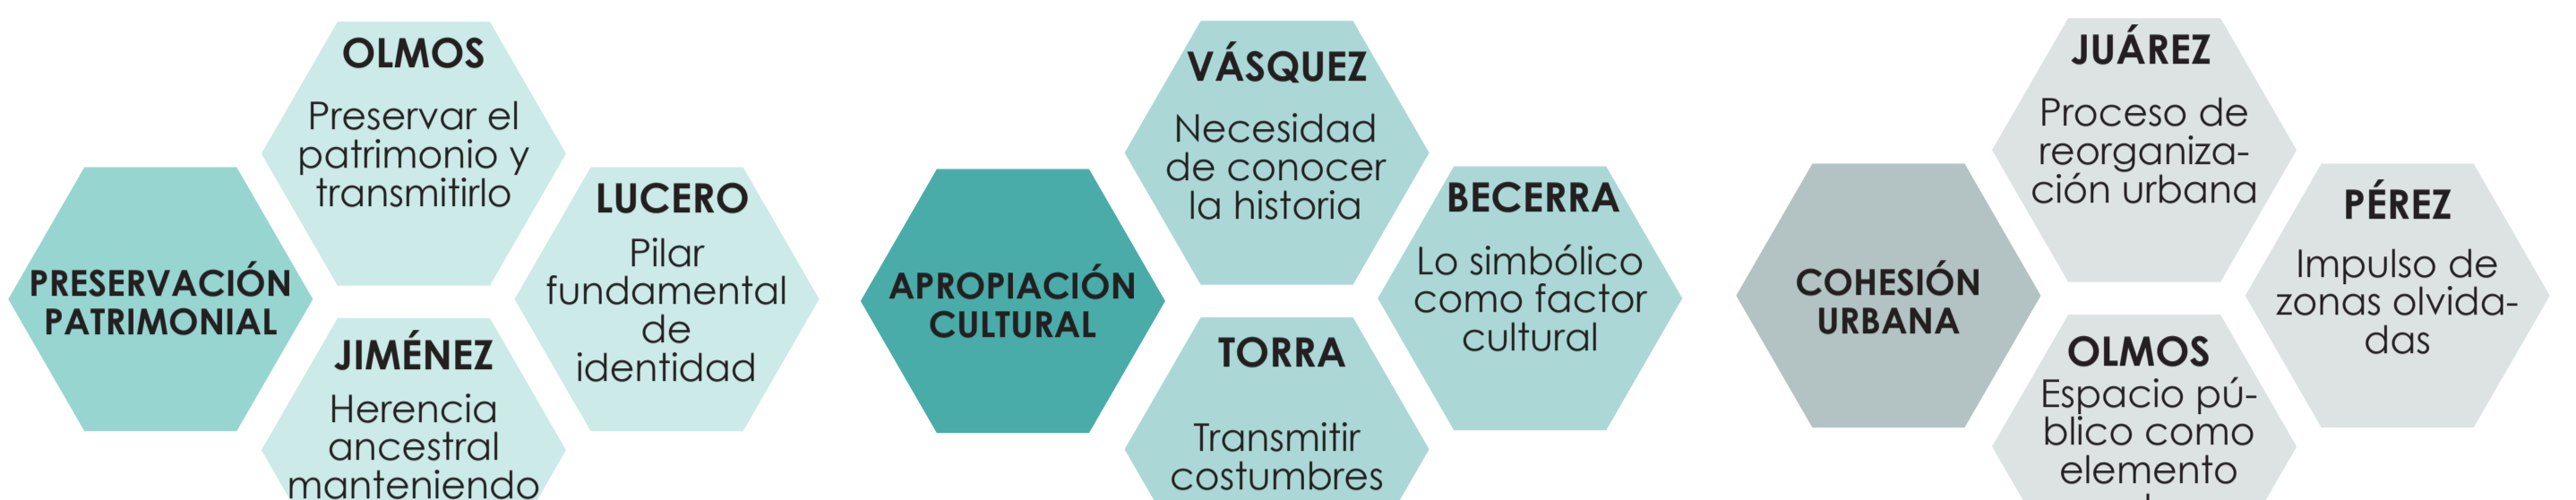 PRESERVACIÓN
PATRIMONIAL
OLMOS
Preservar el
patrimonio y
transmitirlo
LUCERO
Pilar
fundamental
de
identidad
JIMÉNEZ
Herencia
ancestral
manteniendo
APROPIACIÓN
CULTURAL
VÁSQUEZ
Necesidad
de conocer
la historia
BECERRA
Lo simbólico
como factor
cultural
TORRA
Transmitir
costumbres
COHESIÓN
URBANA
JUÁREZ
Proceso de
reorganiza-
ción urbana
PÉREZ
Impulso de
zonas olvida-
das
OLMOS
Espacio pú-
blico como
elemento